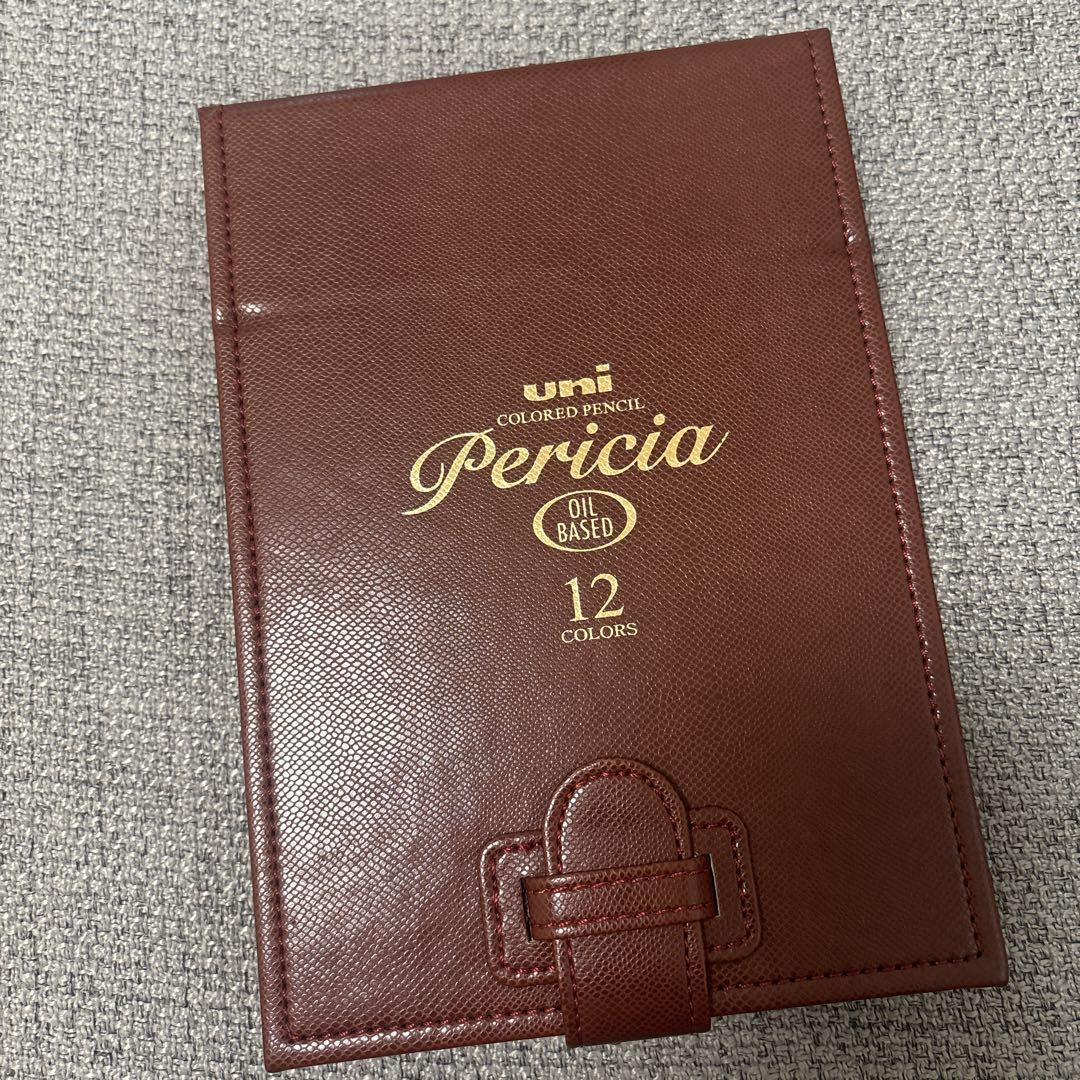 uni
COLORED PENCIL
Pericia
OIL
BASED
12
COLORS